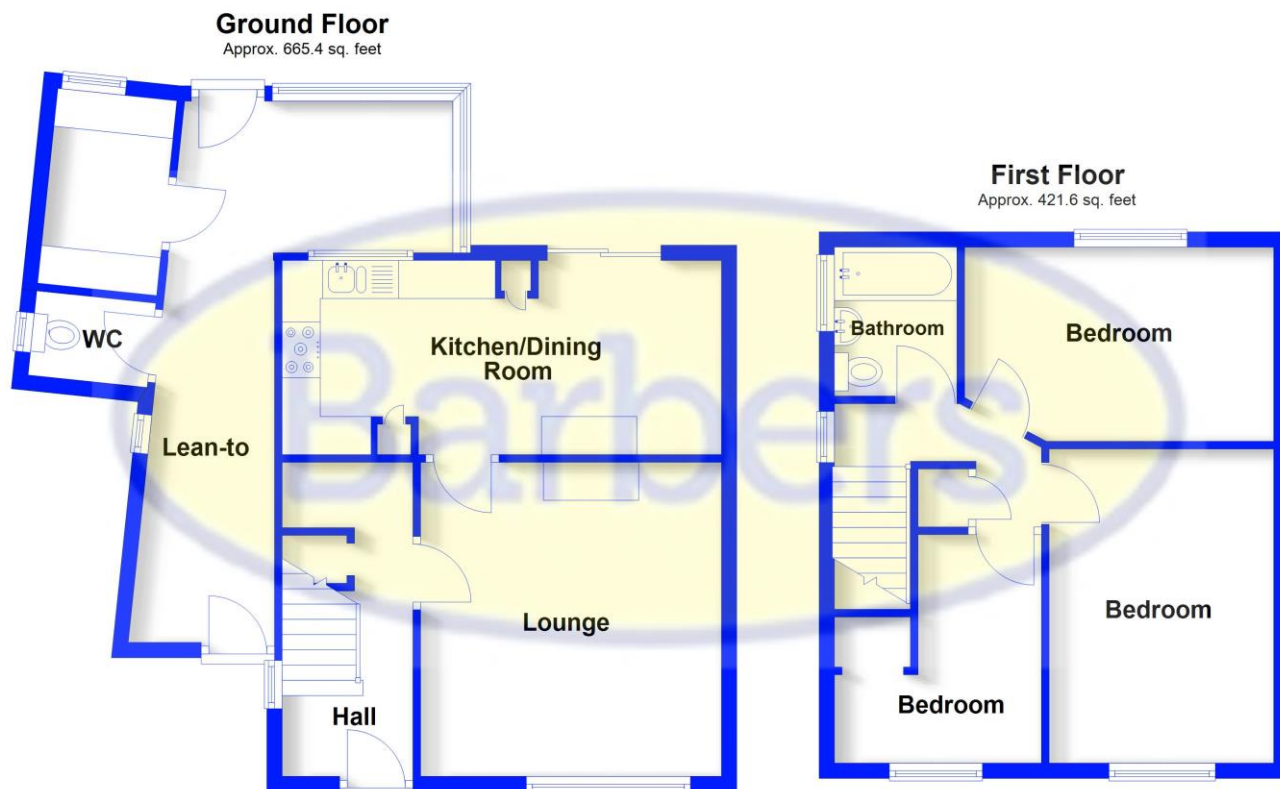 Ground Floor
Approx. 665.4 sq. feet
First Floor
Approx. 421.6 sq. feet
WC
Kitchen/Dining
Room
Bathroom
Bedroom
Barbers
Lean-to
Lounge
Bedroom
Hall
Bedroom